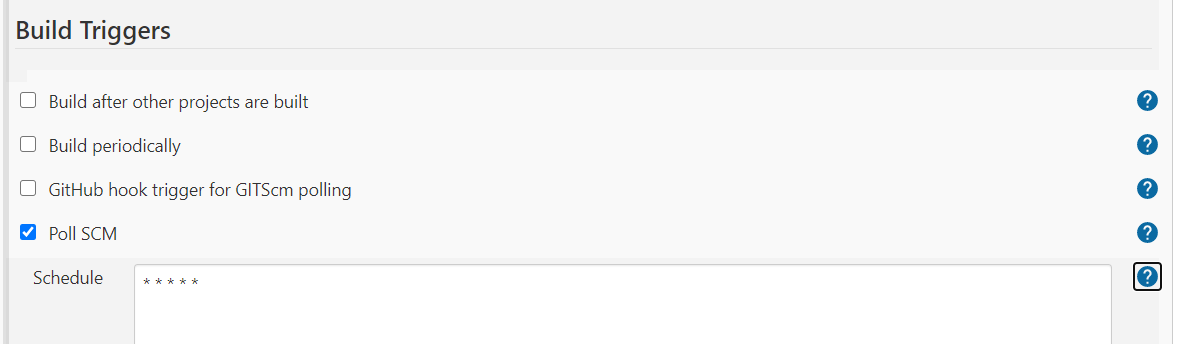 Build Triggers
Build after other projects are built
?
Build periodically
?
GitHub hook trigger for GITScm polling
?
Poll SCM
?
Schedule
* * * * *
?